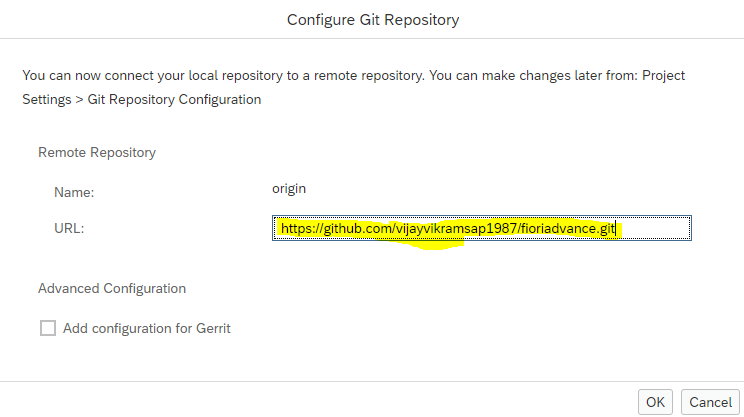 Configure Git Repository
You can now connect your local repository to a remote repository. You can make changes later from: Project
Settings > Git Repository Configuration
Remote Repository
Name: origin
URL: https://github.com/vijayvikramsap1987/fioriadvance.git
Advanced Configuration
Add configuration for Gerrit
OK Cancel